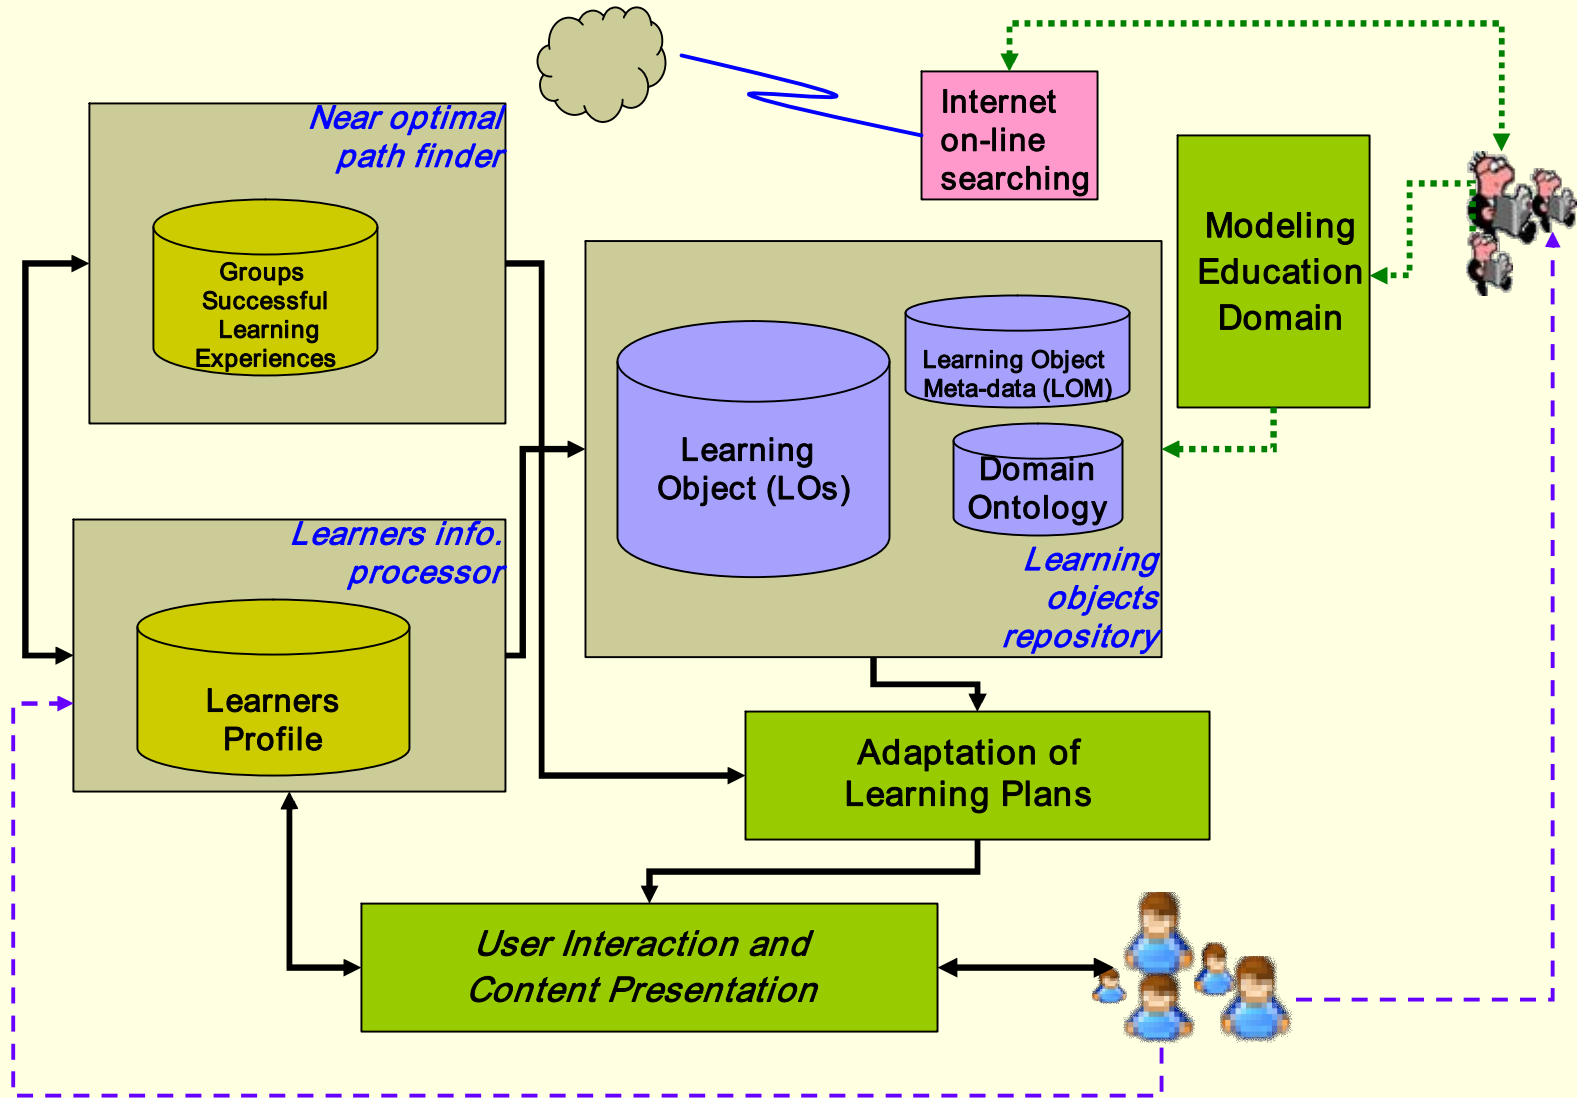 Near optimal
path finder
Groups
Successful
Learning
Experiences
Internet
on-line
searching
Modeling
Education
Domain
Learning
Object (LOs)
Learning Object
Meta-data (LOM)
Domain
Ontology
Learning
objects
repository
Learners info.
processor
Learners
Profile
Adaptation of
Learning Plans
User Interaction and
Content Presentation